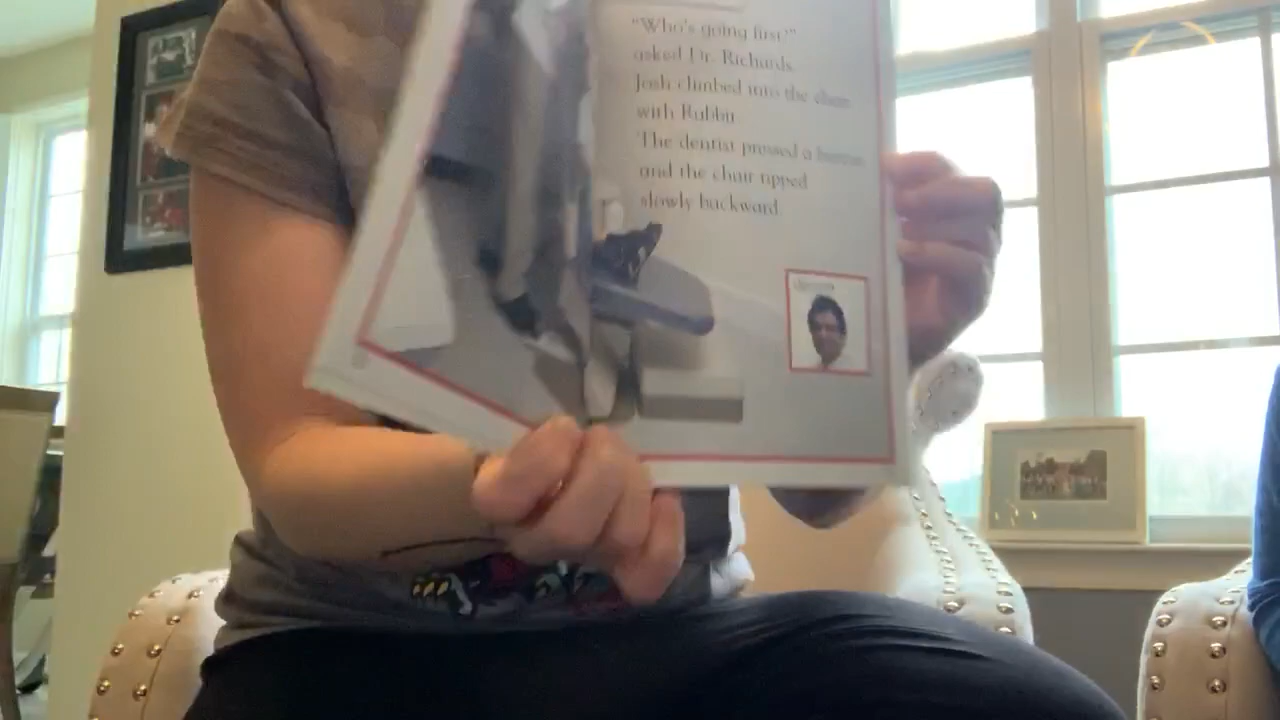 "Who's going first?"
asked Dr. Richards.
Josh climbed into the chair
with Rabbit.
The dentist pressed a button
and the chair tipped
slowly backward.